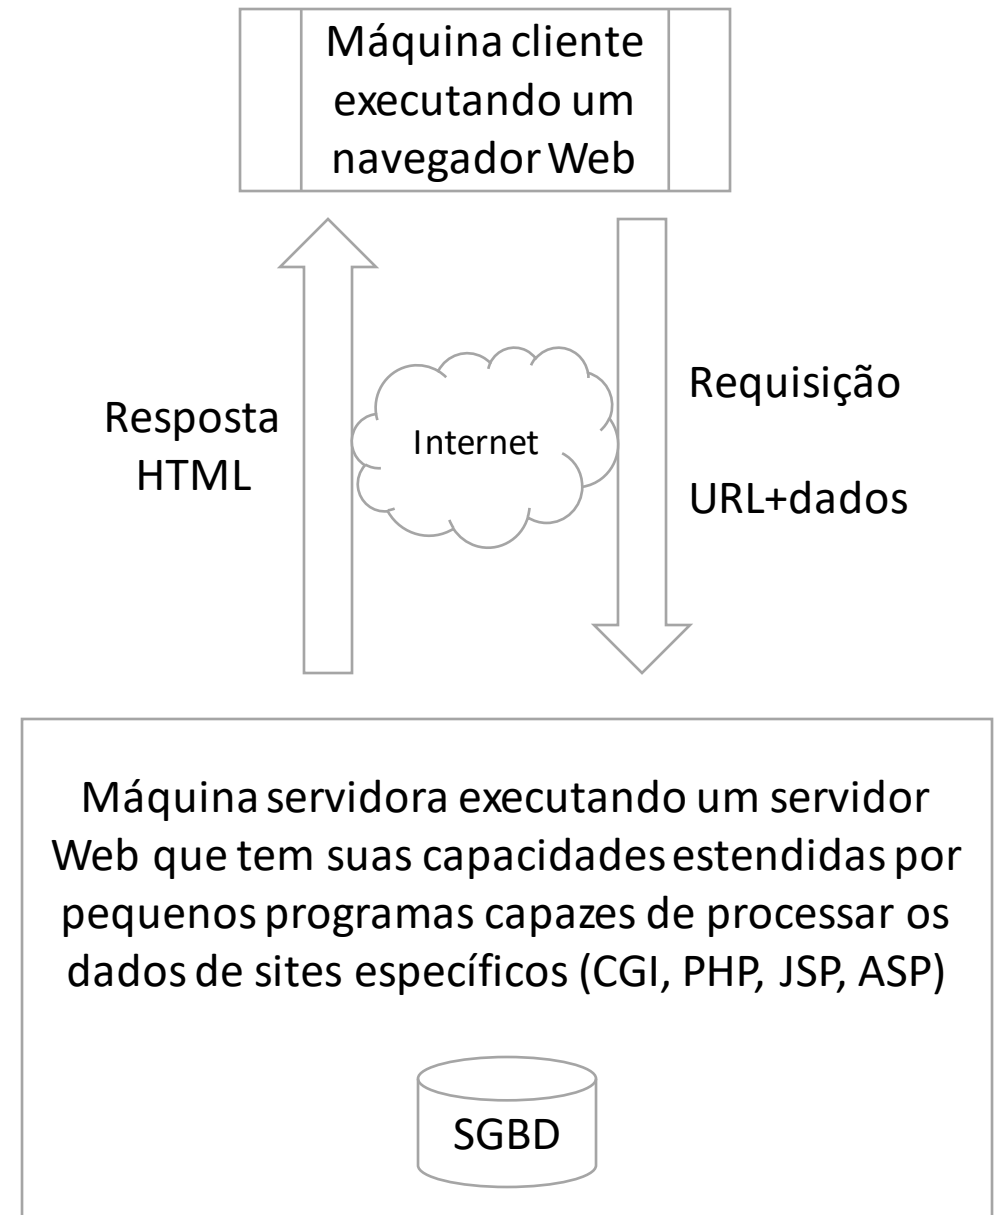 Máquina cliente
executando um
navegador Web
Resposta
HTML
Internet
Requisição
URL+dados
Máquina servidora executando um servidor
Web que tem suas capacidades estendidas por
pequenos programas capazes de processar os
dados de sites específicos (CGI, PHP, JSP, ASP)
SGBD